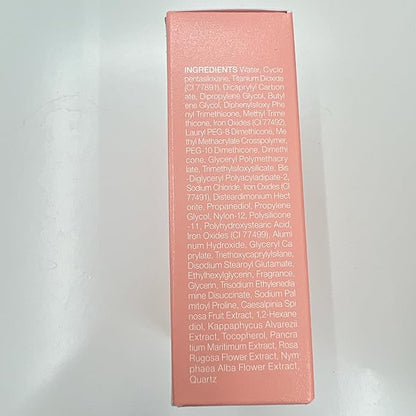 INGREDIENTS Water, Cyclo
pentasiloxane, Titanium Dioxide
(CI 77891), Dicaprylyl Carbon
ate, Dipropylene Glycol, Butyl
ene Glycol, Diphenylsiloxy Phe
nyl Trimethicone, Methyl Trime
thicone, Iron Oxides (CI 77492),
Lauryl PEG-8 Dimethicone, Me
thyl Methacrylate Crosspolymer,
PEG-10 Dimethicone, Dimethi
cone, Glyceryl Polymethacry
late, Trimethylsiloxysilicate, Bis
-Diglyceryl Polyacyladipate-2,
Sodium Chloride, Iron Oxides (CI
77491), Disteardimonium Hect
orite, Propanediol, Propylene
Glycol, Nylon-12, Polysilicone
-11, Polyhydroxystearic Acid,
Iron Oxides (CI 77499), Alumi
num Hydroxide, Glyceryl Ca
prylate, Triethoxycaprylylsilane,
Disodium Stearoyl Glutamate,
Ethylhexylglycerin, Fragrance,
Glycerin, Trisodium Ethylenedia
mine Disuccinate, Sodium Pal
mitoyl Proline, Caesalpinia Spi
nosa Fruit Extract, 1,2-Hexane
diol, Kappaphycus Alvarezii
Extract, Tocopherol, Pancra
tium Maritimum Extract, Rosa
Rugosa Flower Extract, Nym
phaea Alba Flower Extract,
Quartz